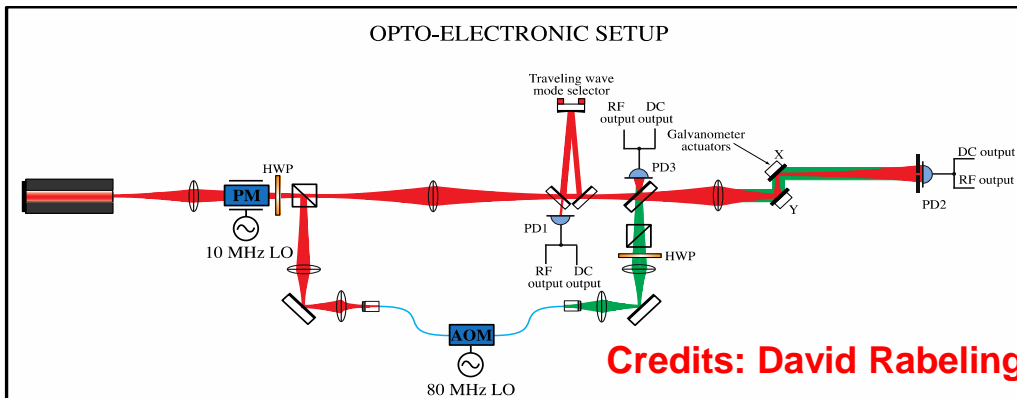 OPTO-ELECTRONIC SETUP
Traveling wave
mode selector
RF
output
DC
output
Galvanometer
actuators
X
DC output
RF output
HWP
PD3
PM
Y
PD2
PD1
10 MHz LO
HWP
RF
output
DC
output
AOM
80 MHz LO
Credits: David Rabeling